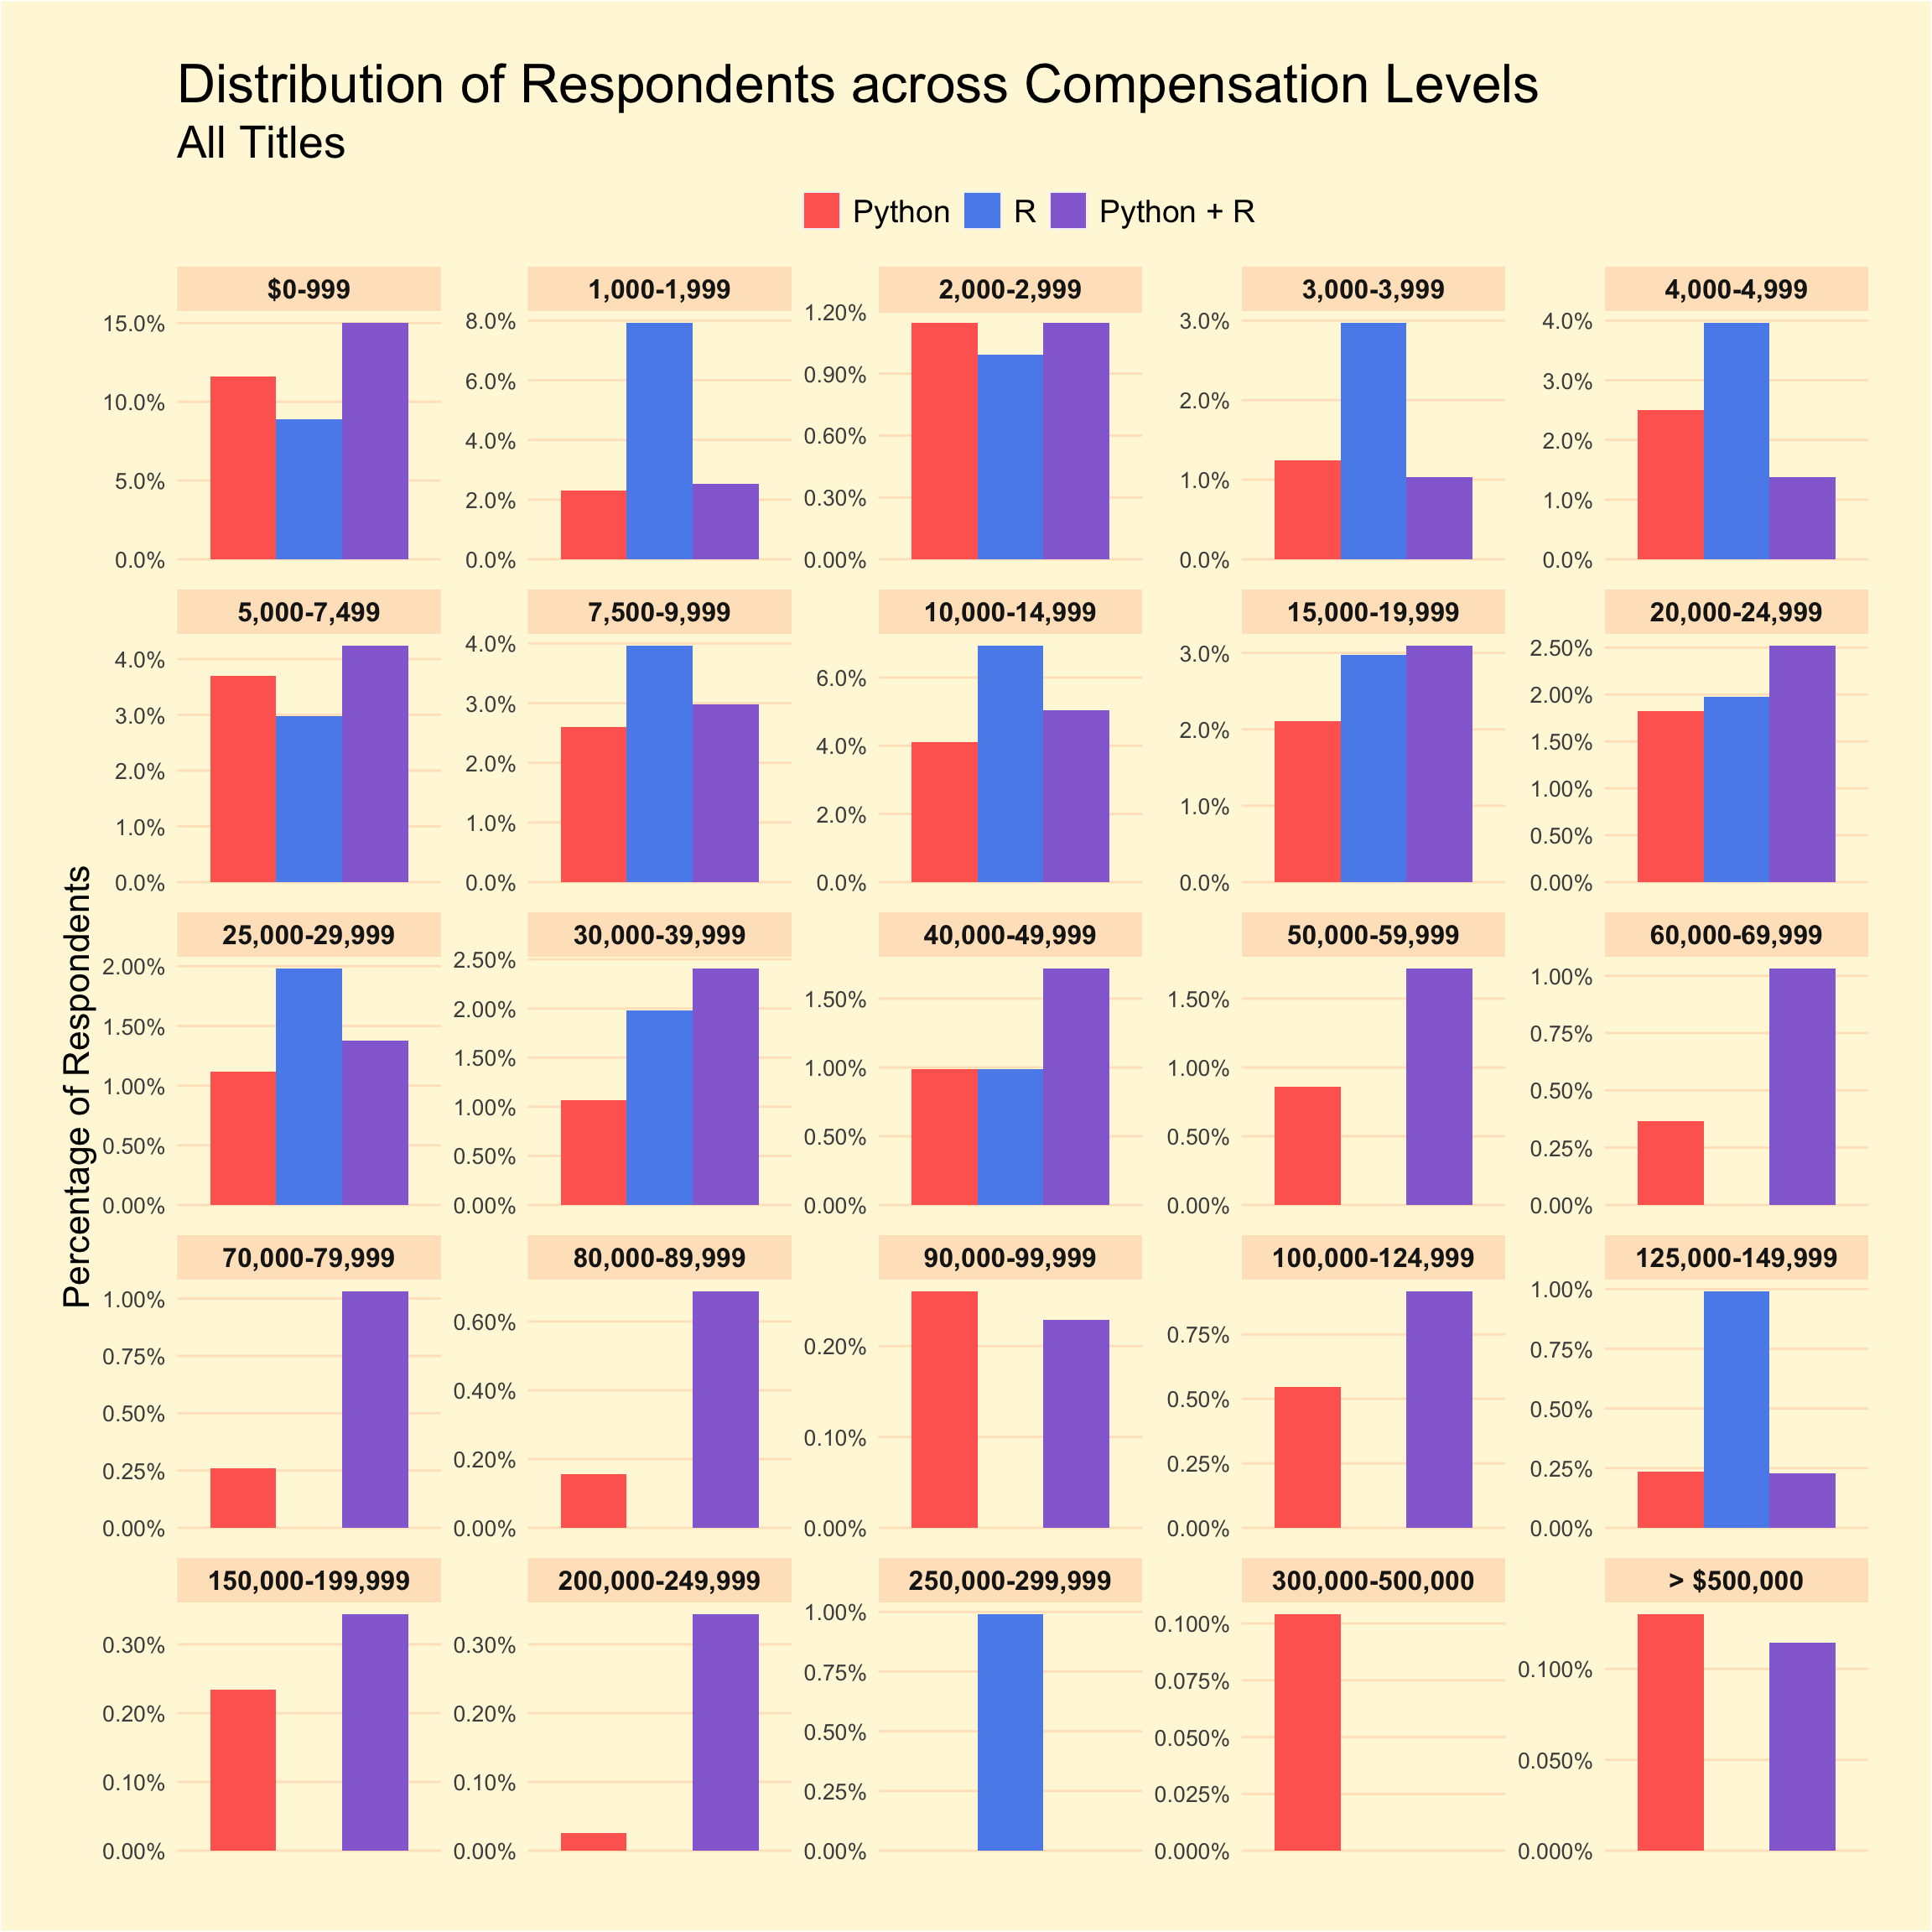 Distribution of Respondents across Compensation Levels
All Titles
Python R Python + R
Percentage of Respondents
$0-999 1,000-1,999 2,000-2,999 3,000-3,999 4,000-4,999
15.0% 8.0% 1.20% 3.0% 4.0%
10.0% 6.0% 0.90% 2.0% 3.0%
5.0% 4.0% 0.60% 1.0% 2.0%
0.0% 2.0% 0.30% 0.0% 1.0%
0.0% 0.00% 0.0%
5,000-7,499 7,500-9,999 10,000-14,999 15,000-19,999 20,000-24,999
4.0% 4.0% 6.0% 3.0% 2.50%
3.0% 3.0% 4.0% 2.0% 2.00%
2.0% 2.0% 2.0% 1.0% 1.50%
1.0% 1.0% 0.0% 0.0% 1.00%
0.0% 0.0% 0.50%
0.00%
25,000-29,999 30,000-39,999 40,000-49,999 50,000-59,999 60,000-69,999
2.00% 2.50% 1.50% 1.50% 1.00%
1.50% 2.00% 1.00% 1.00% 0.75%
1.00% 1.50% 0.50% 0.50% 0.50%
0.50% 1.00% 0.00% 0.00% 0.25%
0.00% 0.50% 0.00%
0.00%
70,000-79,999 80,000-89,999 90,000-99,999 100,000-124,999 125,000-149,999
1.00% 0.60% 0.20% 0.75% 1.00%
0.75% 0.40% 0.10% 0.50% 0.75%
0.50% 0.20% 0.00% 0.25% 0.50%
0.25% 0.00% 0.00% 0.25%
0.00% 0.00%
150,000-199,999 200,000-249,999 250,000-299,999 300,000-500,000 > $500,000
0.30% 0.30% 1.00% 0.100% 0.100%
0.20% 0.20% 0.75% 0.075% 0.050%
0.10% 0.10% 0.50% 0.050% 0.000%
0.00% 0.00% 0.25% 0.025%
0.00% 0.000%